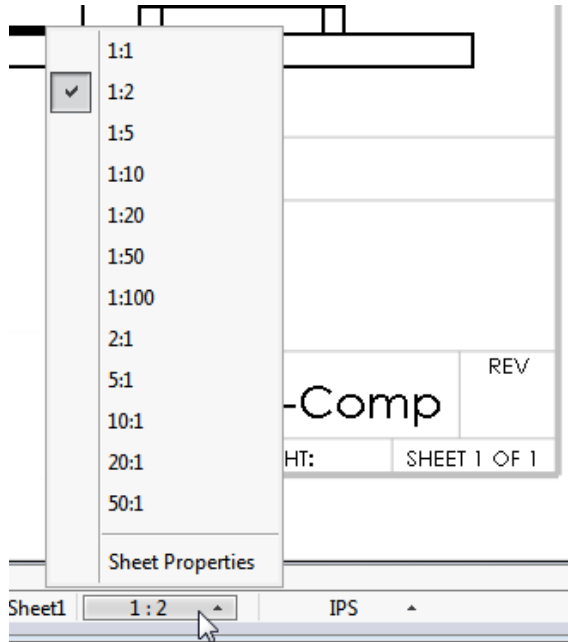 1:1
1:2
1:5
1:10
1:20
1:50
1:100
2:1
5:1
10:1
20:1
50:1
Sheet Properties
REV
-Comp
HT:
SHEET 1 OF 1
Sheet1
1 : 2
IPS